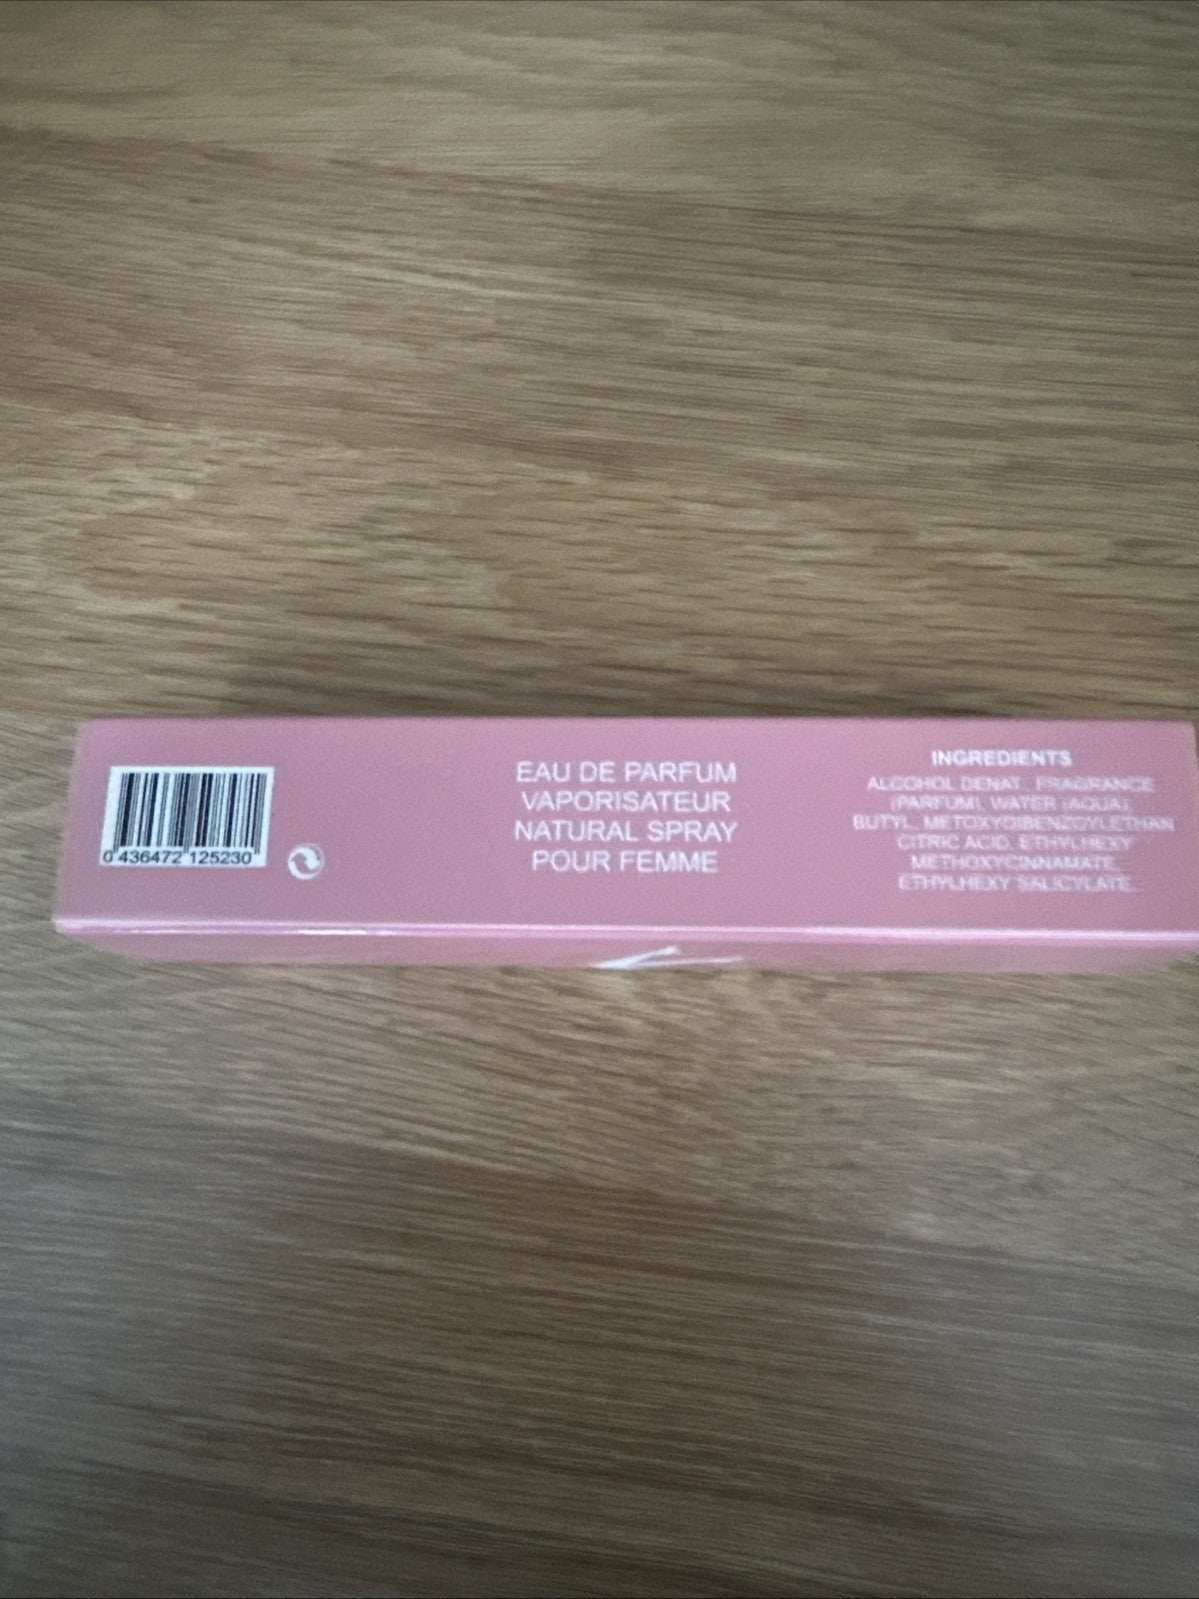 0 436472 125230
EAU DE PARFUM
VAPORISATEUR
NATURAL SPRAY
POUR FEMME
INGREDIENTS
ALCOHOL DENAT., FRAGRANCE
(PARFUM), WATER (AQUA),
BUTYL, METOXYDIBENZOYLETHAN
CITRIC ACID, ETHYLHEXY
METHOXYCINNAMATE,
ETHYLHEXY SALICYLATE.